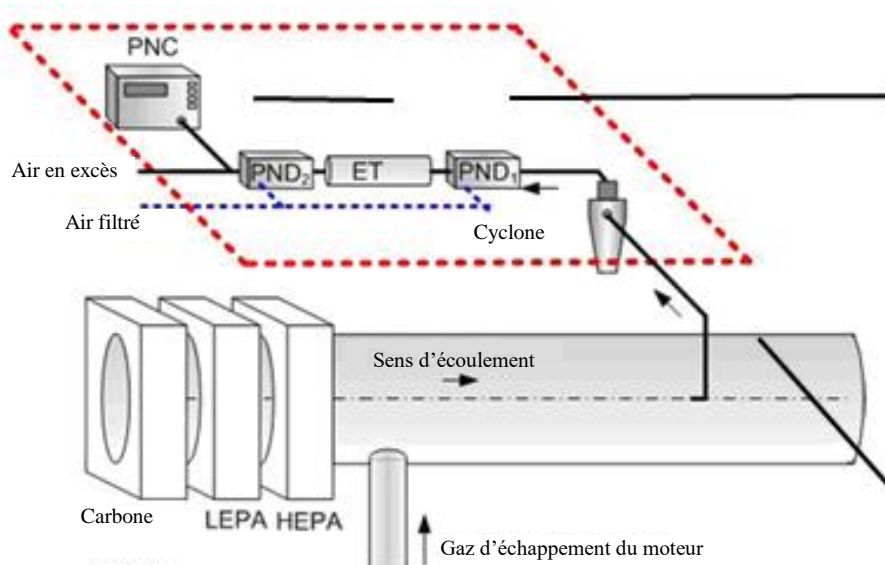 PNC
Air en excès
PND2
ET
PND1
Air filtré
Cyclone
Sens d'écoulement
Carbone
LEPA
HEPA
Gaz d'échappement du moteur